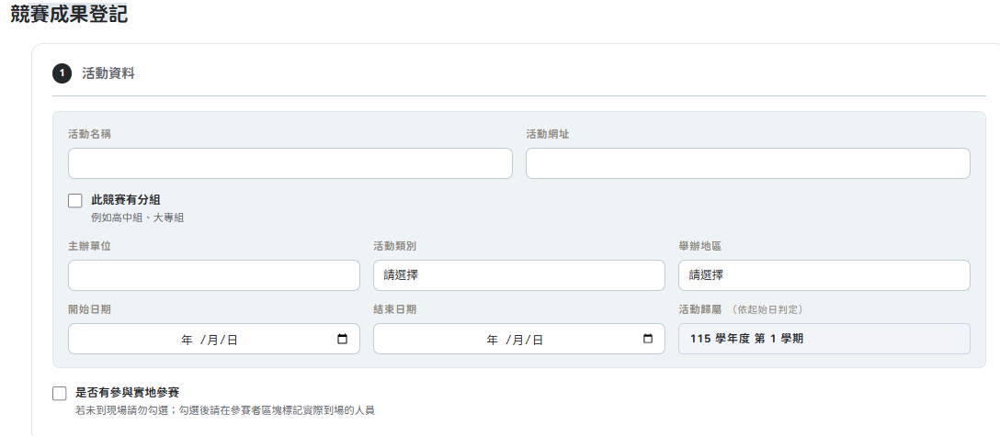 競賽成果登記
1 活動資料
活動名稱 活動網址
此競賽有分組
例如高中組、大專組
主辦單位 活動類別 舉辦地區
請選擇 請選擇
開始日期 結束日期 活動歸屬 （依起始日判定）
年 /月/日 年 /月/日 115 學年度 第 1 學期
是否有參與實地參賽
若未到現場請勿勾選；勾選後請在參賽者區塊標記實際到場的人員